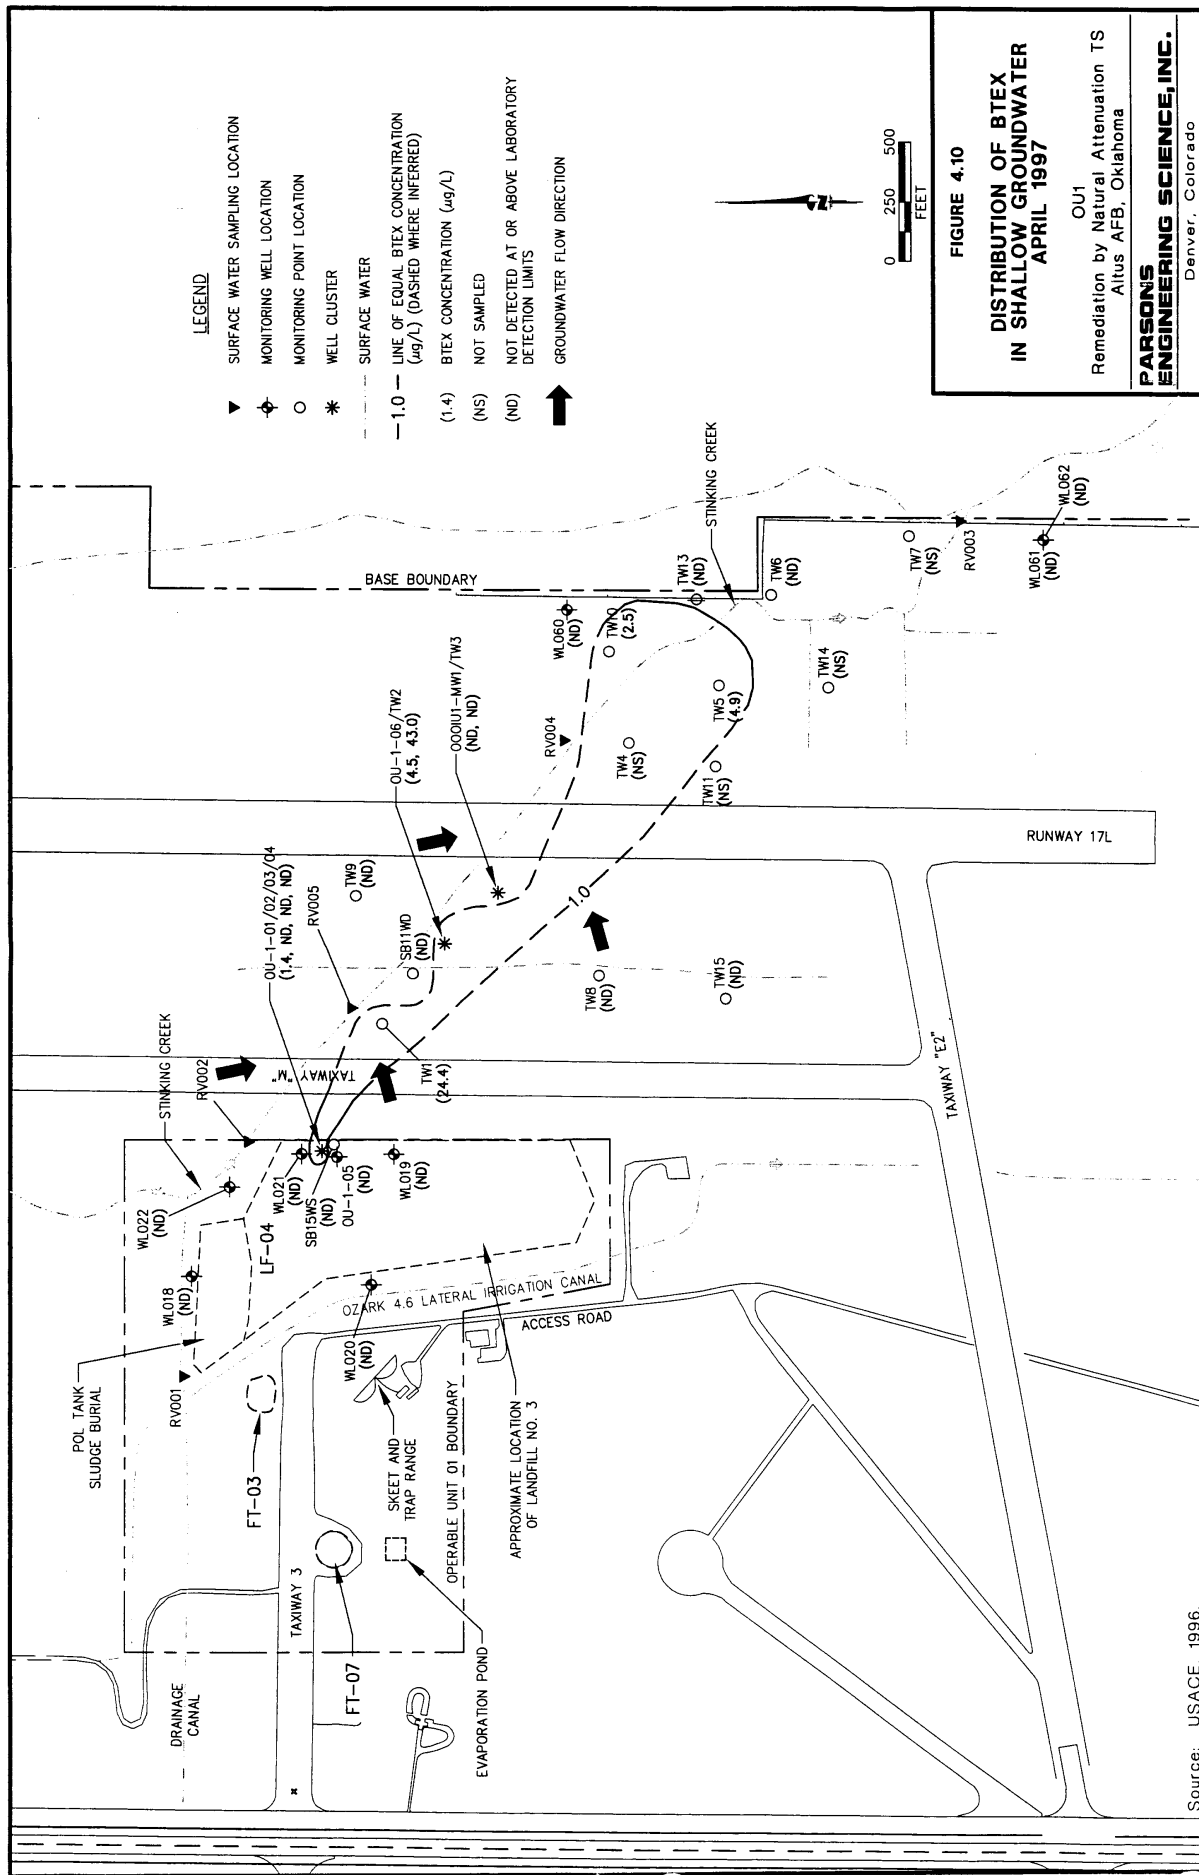 LEGEND
SURFACE WATER SAMPLING LOCATION
MONITORING WELL LOCATION
MONITORING POINT LOCATION
WELL CLUSTER
SURFACE WATER
—1.0— LINE OF EQUAL BTEX CONCENTRATION
(ug/L) (DASHED WHERE INFERRED)
(1.4) BTEX CONCENTRATION (ug/L)
(NS) NOT SAMPLED
(ND) NOT DETECTED AT OR ABOVE LABORATORY
DETECTION LIMITS
GROUNDWATER FLOW DIRECTION
N
0 250 500
FEET
FIGURE 4.10
DISTRIBUTION OF BTEX
IN SHALLOW GROUNDWATER
APRIL 1997
OU1
Remediation by Natural Attenuation TS
Altus AFB, Oklahoma
PARSONS
ENGINEERING SCIENCE, INC.
Denver, Colorado
DRAINAGE
CANAL
POL TANK
SLUDGE BURIAL
RV001
WL018
(ND)
WL022
(ND)
STINKING CREEK
RV002
LF-04
WL021
(ND)
SB15WS
(ND)
OU-1-05
(ND)
WL019
(ND)
WL020
(ND)
OZARK 4.6 LATERAL IRRIGATION CANAL
ACCESS ROAD
FT-03
TAXIWAY 3
FT-07
SKEET AND
TRAP RANGE
EVAPORATION POND
OPERABLE UNIT 01 BOUNDARY
APPROXIMATE LOCATION
OF LANDFILL NO. 3
TAXIWAY "M"
OU-1-01/02/03/04
(1.4, ND, ND, ND)
RV005
TW1
(24.4)
TW9
(ND)
SB11WD
(ND)
OU-1-06/TW2
(4.5, 43.0)
OOOIU1-MW1/TW3
(ND, ND)
1.0
TW8
(ND)
TW15
(ND)
TAXIWAY "E2"
RUNWAY 17L
RV004
TW4
(NS)
TW11
(NS)
TW5
(4.9)
WL060
(ND)
TW10
(2.5)
BASE BOUNDARY
TW13
(ND)
STINKING CREEK
TW6
(ND)
TW14
(NS)
TW7
(NS)
RV003
WL061
(ND)
WL062
(ND)
Source: USACE, 1996.